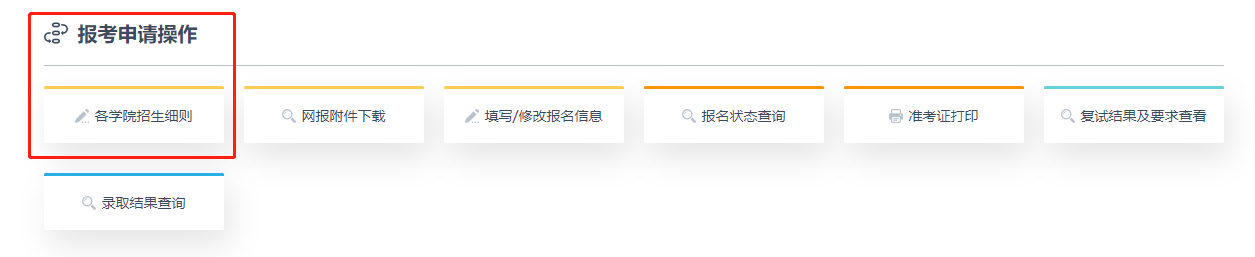 报考申请操作
各学院招生细则
网报附件下载
填写/修改报名信息
报名状态查询
准考证打印
复试结果及要求查看
录取结果查询